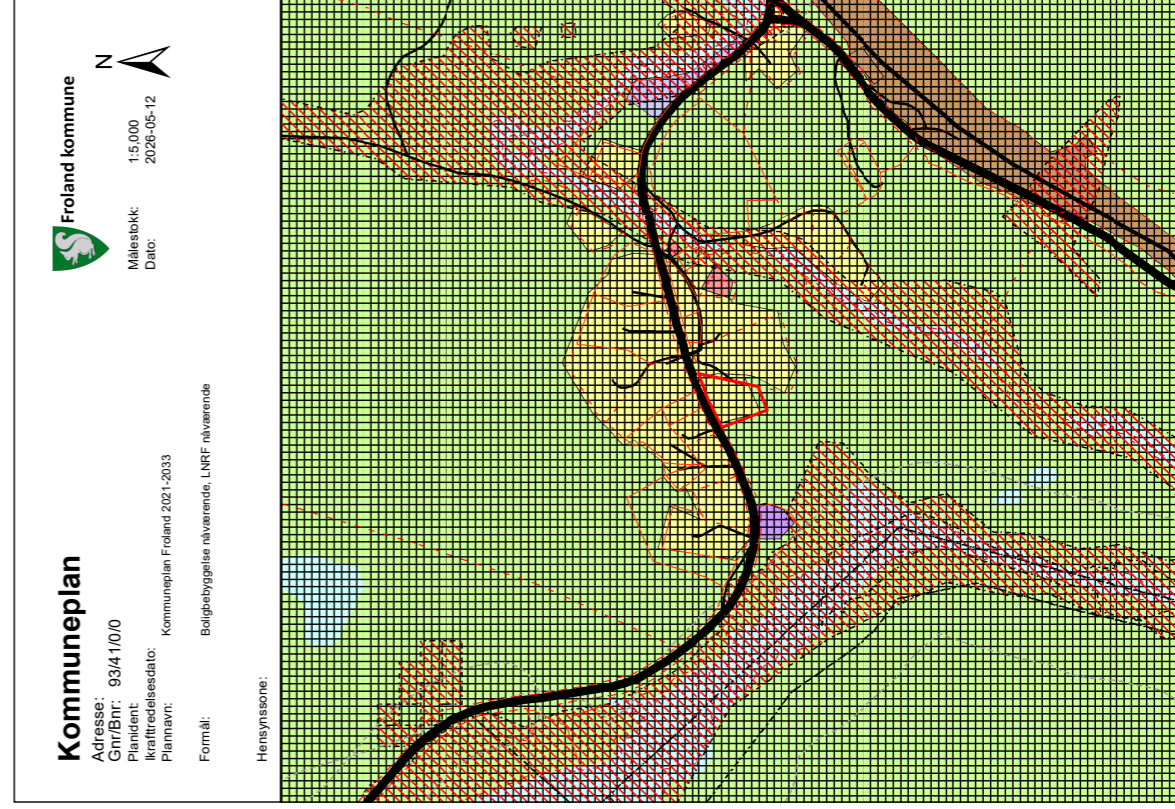 Kommuneplan
Adresse:
Gnr/Bnr: 93/41/0/0
Planident:
Ikrafttredelsesdato:
Plannavn: Kommuneplan Froland 2021-2033
Formål: Boligbebyggelse nåværende, LNRF nåværende
Hensynssone:
Froland kommune
Målestokk: 1:5,000
Dato: 2026-05-12
N